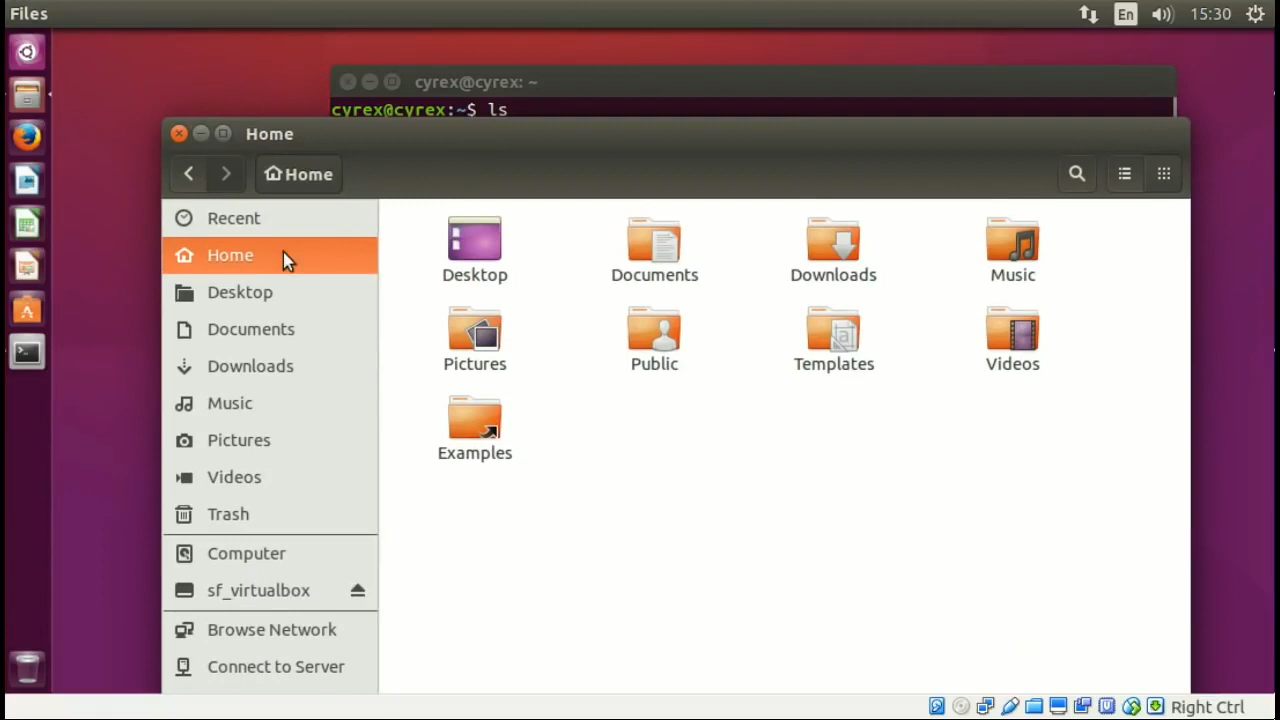 Files
En
15:30
cyrex@cyrex: ~
cyrex@cyrex:~$ ls
Home
Home
Recent
Home
Desktop
Documents
Downloads
Music
Pictures
Videos
Trash
Computer
sf_virtualbox
Browse Network
Connect to Server
Desktop
Documents
Downloads
Music
Pictures
Public
Templates
Videos
Examples
Right Ctrl